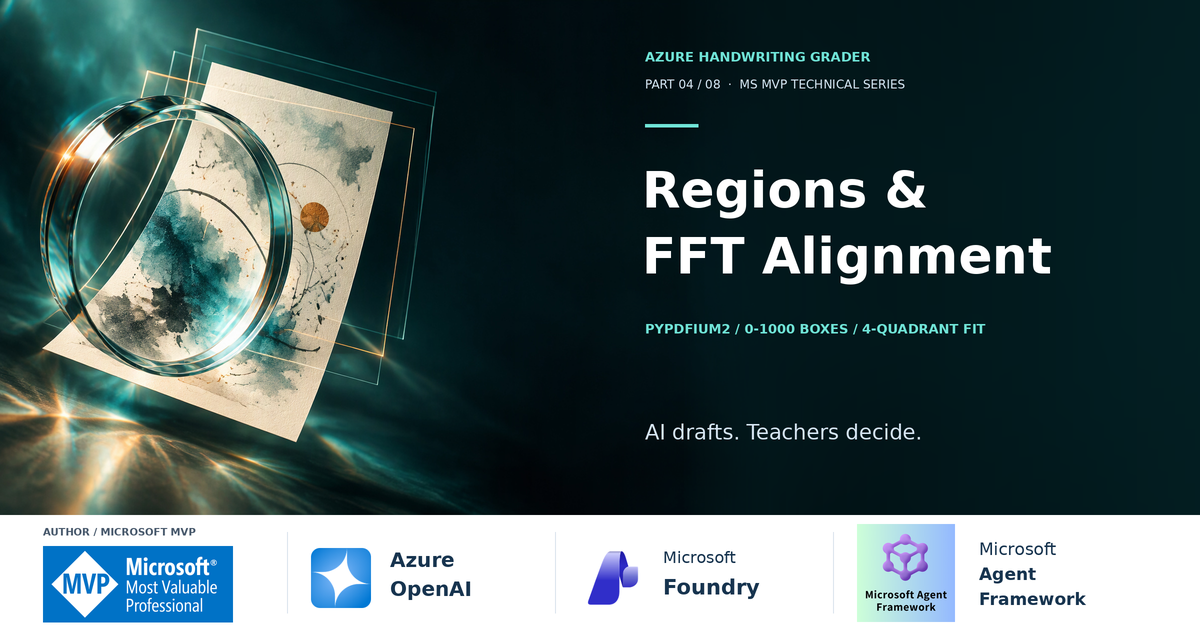 AZURE HANDWRITING GRADER
PART 04 / 08 · MS MVP TECHNICAL SERIES
Regions &
FFT Alignment
PYPDFIUM2 / 0-1000 BOXES / 4-QUADRANT FIT
AI drafts. Teachers decide.
AUTHOR / MICROSOFT MVP
MVP
Microsoft®
Most Valuable
Professional
Azure
OpenAI
Microsoft
Foundry
Microsoft Agent
Framework
Microsoft
Agent
Framework